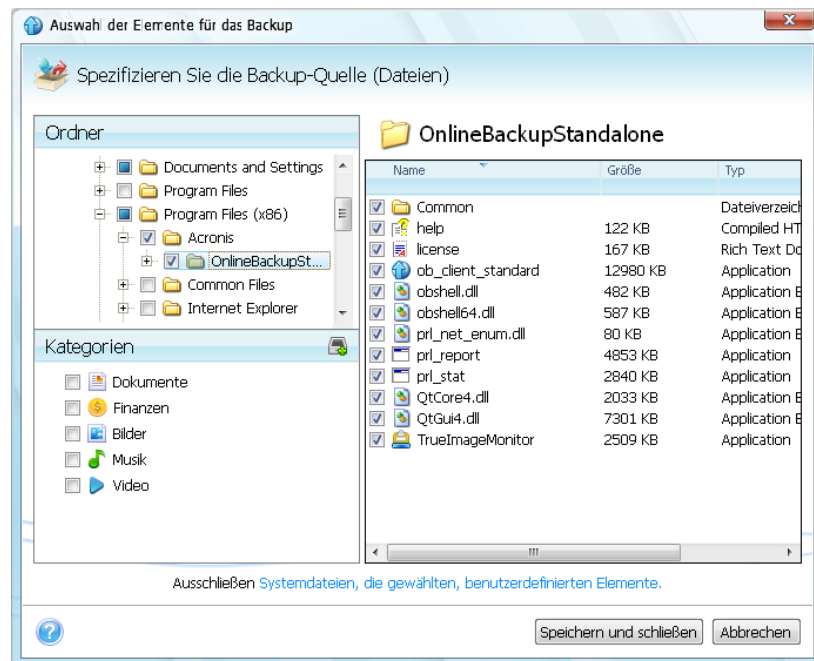 Auswahl der Elemente für das Backup
Spezifizieren Sie die Backup-Quelle (Dateien)
Ordner
Documents and Settings
Program Files
Program Files (x86)
Acronis
OnlineBackupSt...
Common Files
Internet Explorer
Kategorien
Dokumente
Finanzen
Bilder
Musik
Video
OnlineBackupStandalone
Name Größe Typ
Common Dateiverzeich
help 122 KB Compiled HT
license 167 KB Rich Text Do
ob_client_standard 12980 KB Application
obshell.dll 482 KB Application E
obshell64.dll 587 KB Application E
prl_net_enum.dll 80 KB Application E
prl_report 4853 KB Application
prl_stat 2840 KB Application
QtCore4.dll 2033 KB Application E
QtGui4.dll 7301 KB Application E
TrueImageMonitor 2509 KB Application
Ausschließen Systemdateien, die gewählten, benutzerdefinierten Elemente.
Speichern und schließen Abbrechen